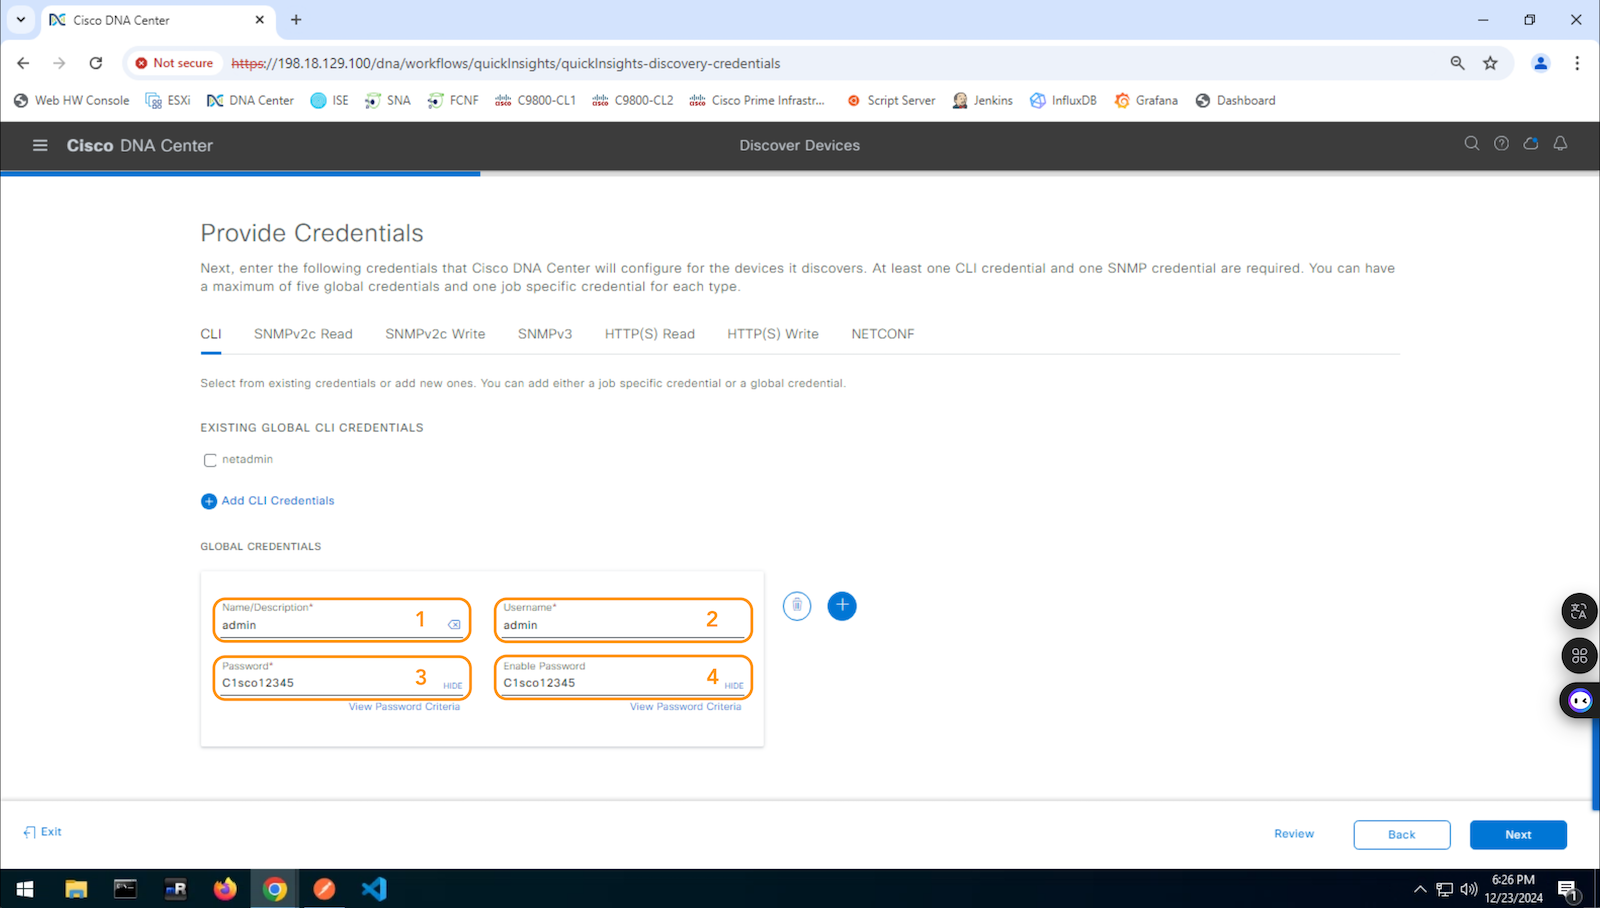 Cisco DNA Center
Not secure
https://198.18.129.100/dna/workflows/quickInsights/quickInsights-discovery-credentials
Web HW Console
ESXi
DNA Center
ISE
SNA
FCNF
C9800-CL1
C9800-CL2
Cisco Prime Infrastr...
Script Server
Jenkins
InfluxDB
Grafana
Dashboard
Cisco DNA Center
Discover Devices
Provide Credentials
Next, enter the following credentials that Cisco DNA Center will configure for the devices it discovers. At least one CLI credential and one SNMP credential are required. You can have
a maximum of five global credentials and one job specific credential for each type.
CLI
SNMPv2c Read
SNMPv2c Write
SNMPv3
HTTP(S) Read
HTTP(S) Write
NETCONF
Select from existing credentials or add new ones. You can add either a job specific credential or a global credential.
EXISTING GLOBAL CLI CREDENTIALS
netadmin
Add CLI Credentials
GLOBAL CREDENTIALS
Name/Description*
admin
1
Username*
admin
2
Password*
C1sco12345
3
HIDE
View Password Criteria
Enable Password
C1sco12345
4
HIDE
View Password Criteria
Exit
Review
Back
Next
6:26 PM
12/23/2024
1